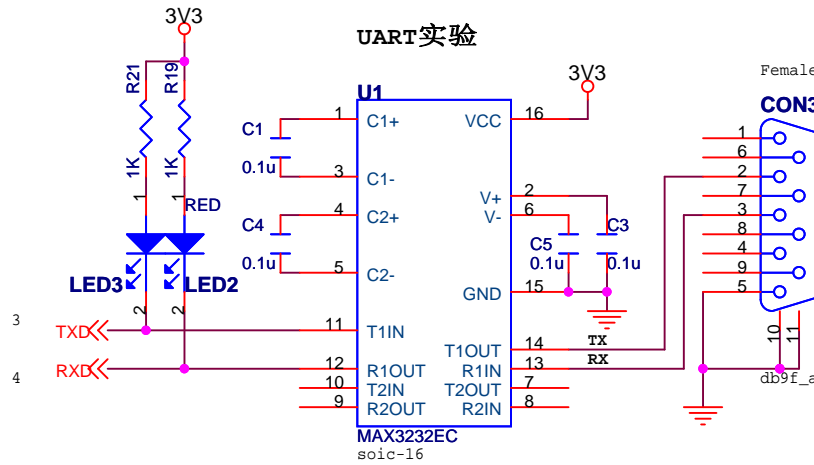 3V3
UART实验
3V3
Female
R21
R19
1K
1K
U1
CON3
C1
0.1u
1
C1+
VCC
16
3
C1-
C4
0.1u
4
C2+
5
C2-
V+
2
V-
6
C5
0.1u
C3
0.1u
GND
15
1
1
RED
LED3
LED2
2
2
3
TXD
11
T1IN
T1OUT
14
TX
4
RXD
12
R1OUT
R1IN
13
RX
10
T2IN
T2OUT
7
9
R2OUT
R2IN
8
MAX3232EC
soic-16
1
6
2
7
3
8
4
9
5
10
11
db9f_a